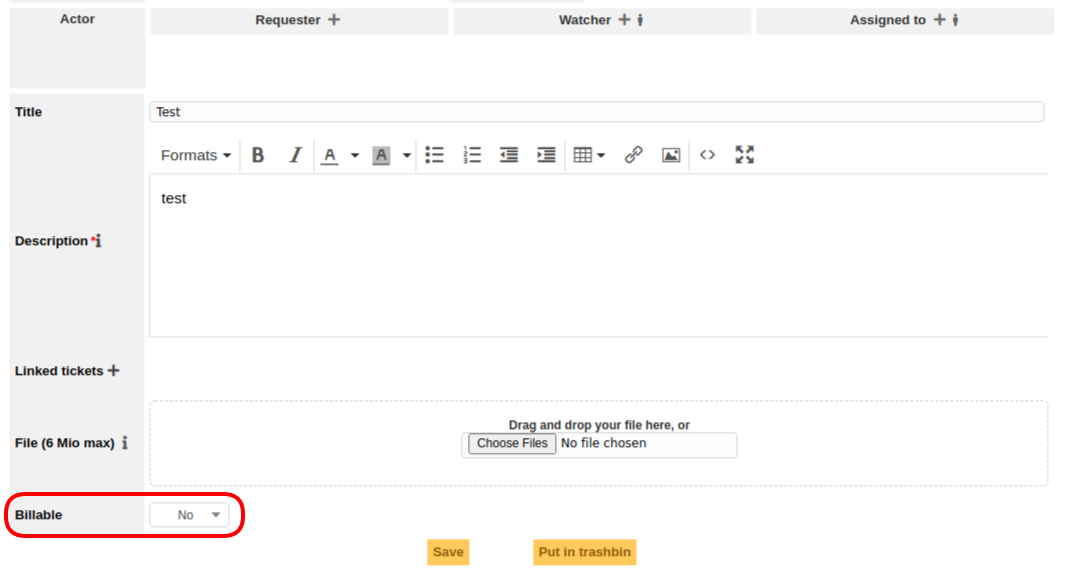 Actor Requester Watcher Assigned to
Title Test
Formats B I A A
test
Description *
Linked tickets
Drag and drop your file here, or
File (6 Mio max) Choose Files No file chosen
Billable No
Save Put in trashbin